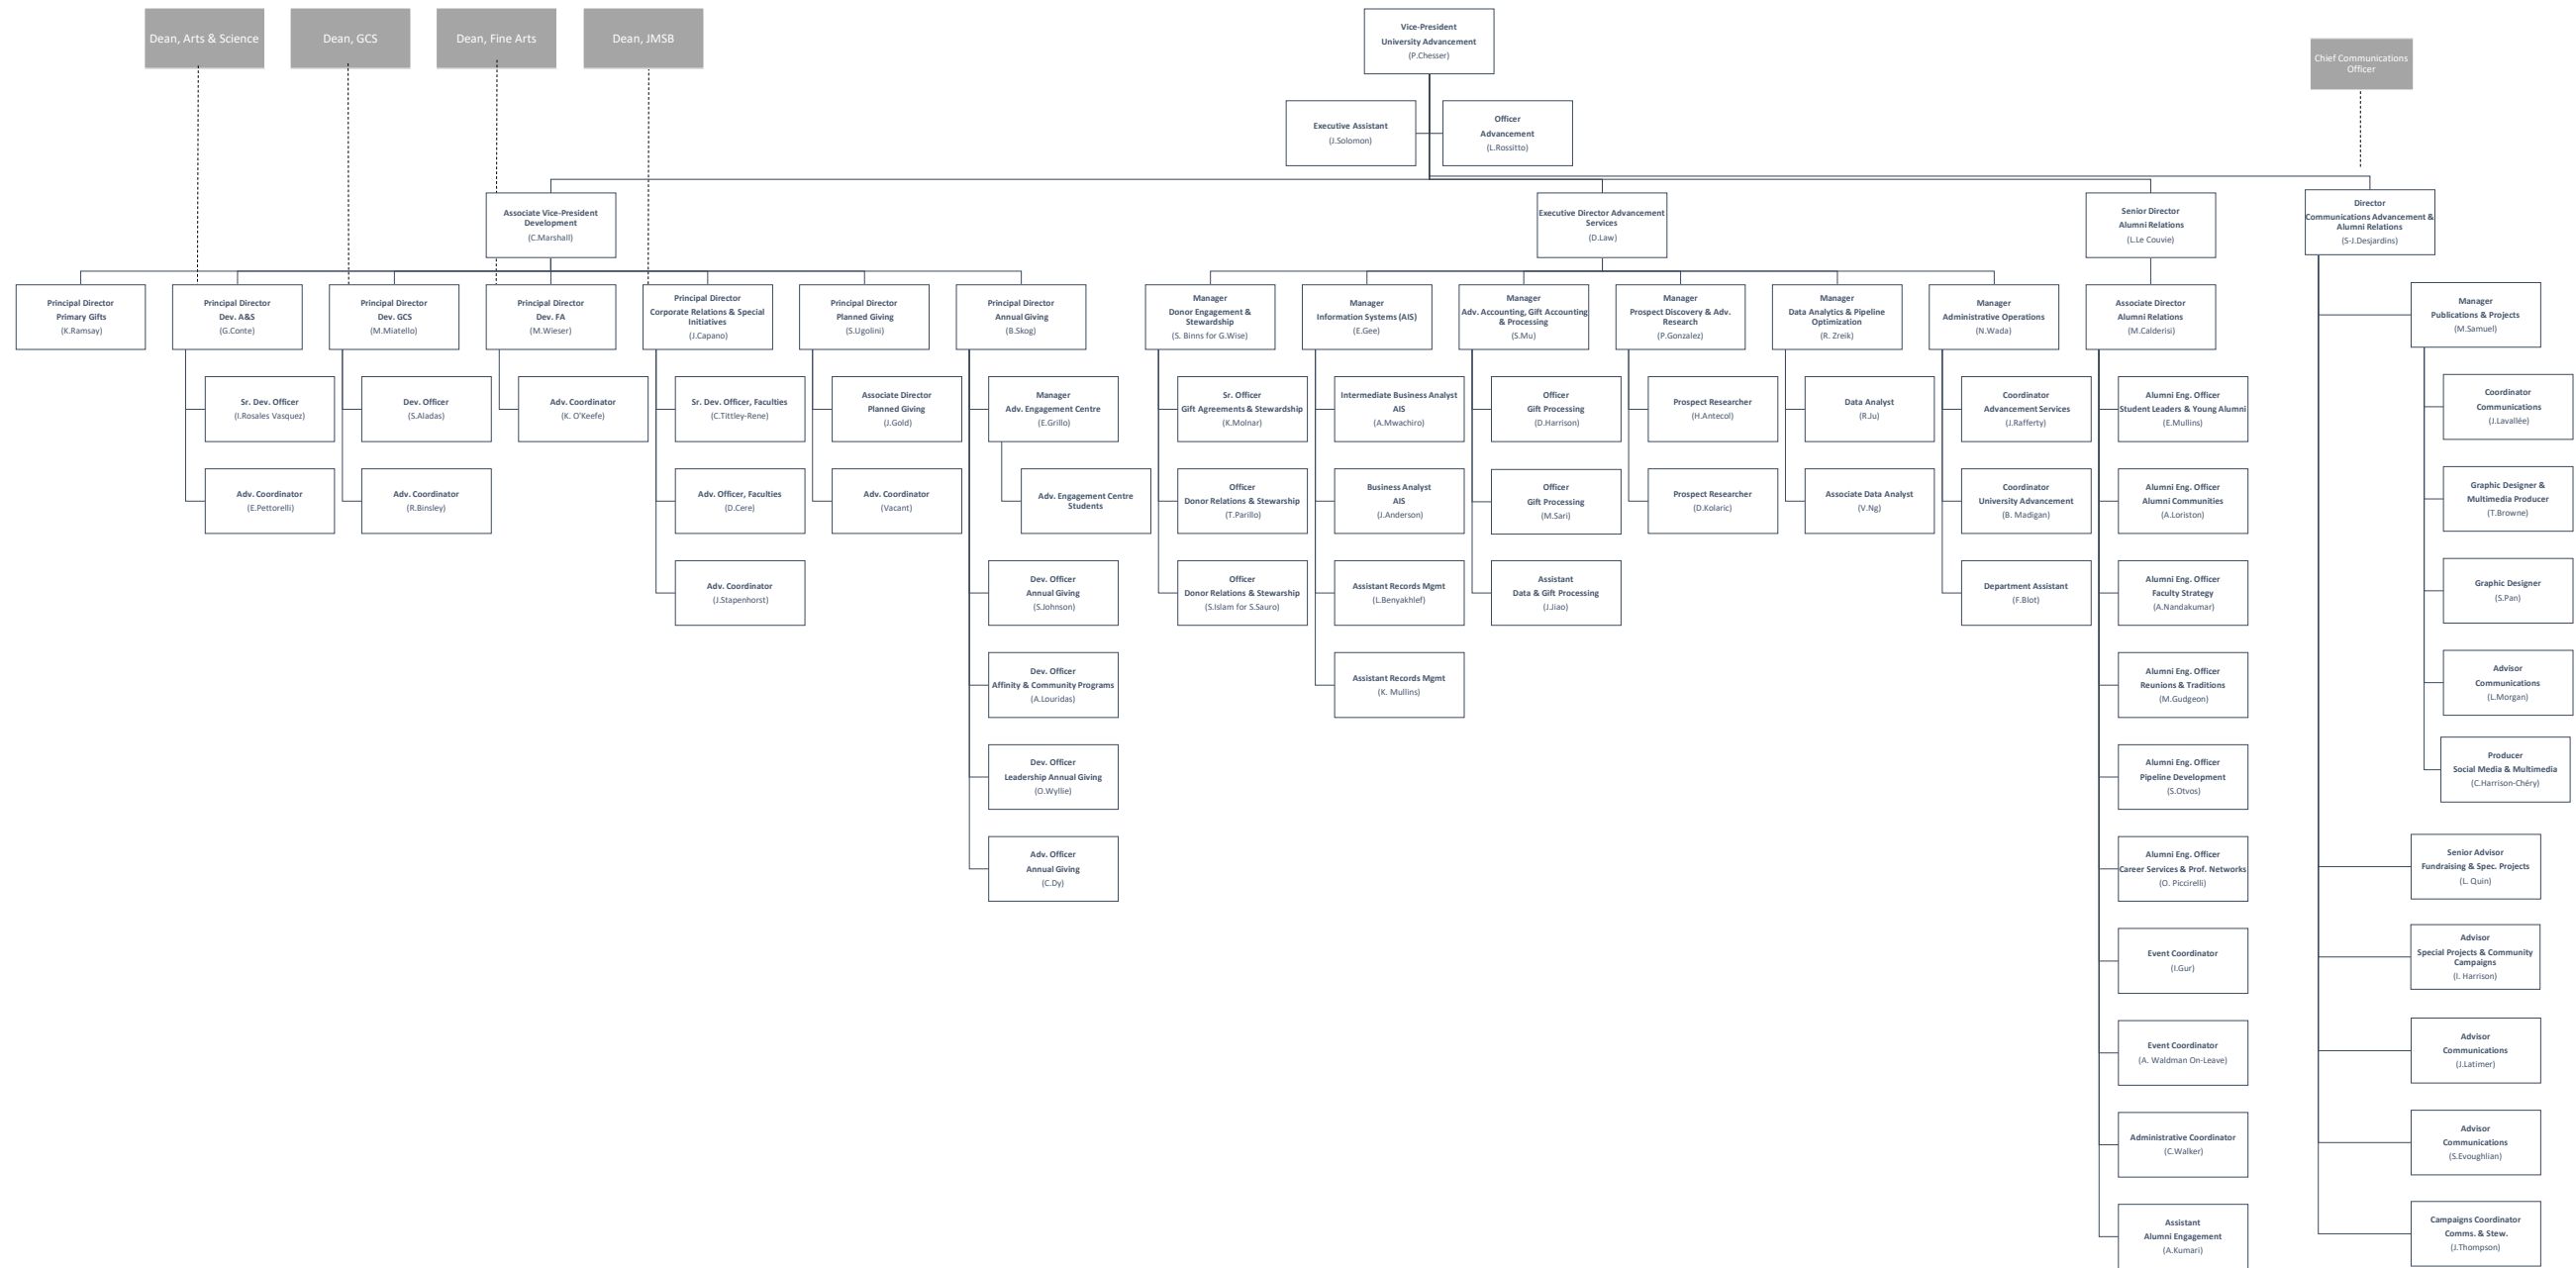 Dean, Arts & Science
Dean, GCS
Dean, Fine Arts
Dean, JMSB
Vice-President
University Advancement
(P.Chesser)
Chief Communications
Officer
Executive Assistant
(J.Solomon)
Officer
Advancement
(L.Rossitto)
Associate Vice-President
Development
(C.Marshall)
Executive Director Advancement
Services
(D.Law)
Senior Director
Alumni Relations
(L.Le Couvie)
Director
Communications Advancement &
Alumni Relations
(S-J.Desjardins)
Principal Director
Primary Gifts
(K.Ramsay)
Principal Director
Dev. A&S
(G.Conte)
Principal Director
Dev. GCS
(M.Miatello)
Principal Director
Dev. FA
(M.Wieser)
Principal Director
Corporate Relations & Special
Initiatives
(J.Capano)
Principal Director
Planned Giving
(S.Ugolini)
Principal Director
Annual Giving
(B.Skog)
Manager
Donor Engagement &
Stewardship
(S. Binns for G.Wise)
Manager
Information Systems (AIS)
(E.Gee)
Manager
Adv. Accounting, Gift Accounting
& Processing
(S.Mu)
Manager
Prospect Discovery & Adv.
Research
(P.Gonzalez)
Manager
Data Analytics & Pipeline
Optimization
(R. Zreik)
Manager
Administrative Operations
(N.Wada)
Associate Director
Alumni Relations
(M.Calderisi)
Manager
Publications & Projects
(M.Samuel)
Sr. Dev. Officer
(I.Rosales Vasquez)
Dev. Officer
(S.Aladas)
Adv. Coordinator
(K. O'Keefe)
Sr. Dev. Officer, Faculties
(C.Tittley-Rene)
Associate Director
Planned Giving
(J.Gold)
Manager
Adv. Engagement Centre
(E.Grillo)
Sr. Officer
Gift Agreements & Stewardship
(K.Molnar)
Intermediate Business Analyst
AIS
(A.Mwachiro)
Officer
Gift Processing
(D.Harrison)
Prospect Researcher
(H.Antecol)
Data Analyst
(R.Ju)
Coordinator
Advancement Services
(J.Rafferty)
Alumni Eng. Officer
Student Leaders & Young Alumni
(E.Mullins)
Coordinator
Communications
(J.Lavallée)
Adv. Coordinator
(E.Pettorelli)
Adv. Coordinator
(R.Binsley)
Adv. Officer, Faculties
(D.Cere)
Adv. Coordinator
(Vacant)
Adv. Engagement Centre
Students
Officer
Donor Relations & Stewarship
(T.Parillo)
Business Analyst
AIS
(J.Anderson)
Officer
Gift Processing
(M.Sari)
Prospect Researcher
(D.Kolaric)
Associate Data Analyst
(V.Ng)
Coordinator
University Advancement
(B. Madigan)
Alumni Eng. Officer
Alumni Communities
(A.Loriston)
Graphic Designer &
Multimedia Producer
(T.Browne)
Adv. Coordinator
(J.Stapenhorst)
Dev. Officer
Annual Giving
(S.Johnson)
Officer
Donor Relations & Stewarship
(S.Islam for S.Sauro)
Assistant Records Mgmt
(L.Benyakhlef)
Assistant
Data & Gift Processing
(J.Jiao)
Department Assistant
(F.Blot)
Alumni Eng. Officer
Faculty Strategy
(A.Nandakumar)
Graphic Designer
(S.Pan)
Dev. Officer
Affinity & Community Programs
(A.Louridas)
Assistant Records Mgmt
(K. Mullins)
Alumni Eng. Officer
Reunions & Traditions
(M.Gudgeon)
Advisor
Communications
(L.Morgan)
Dev. Officer
Leadership Annual Giving
(O.Wyllie)
Alumni Eng. Officer
Pipeline Development
(S.Otvos)
Producer
Social Media & Multimedia
(C.Harrison-Chéry)
Adv. Officer
Annual Giving
(C.Dy)
Alumni Eng. Officer
Career Services & Prof. Networks
(O. Piccirelli)
Senior Advisor
Fundraising & Spec. Projects
(L. Quin)
Event Coordinator
(I.Gur)
Advisor
Special Projects & Community
Campaigns
(I. Harrison)
Event Coordinator
(A. Waldman On-Leave)
Advisor
Communications
(J.Latimer)
Administrative Coordinator
(C.Walker)
Advisor
Communications
(S.Evoughlian)
Assistant
Alumni Engagement
(A.Kumari)
Campaigns Coordinator
Comms. & Stew.
(J.Thompson)